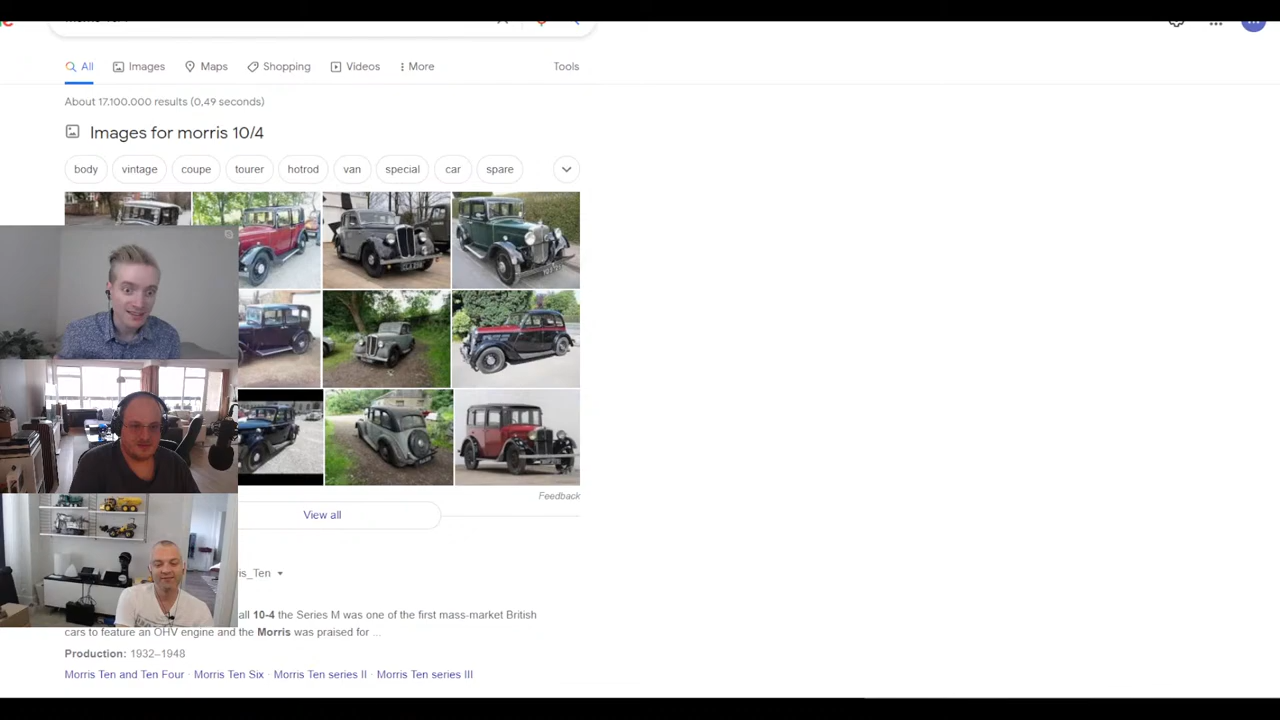 All Images Maps Shopping Videos More Tools
About 17.100.000 results (0,49 seconds)
Images for morris 10/4
body vintage coupe tourer hotrod van special car spare
Feedback
View all
is_Ten
all 10-4 the Series M was one of the first mass-market British
cars to feature an OHV engine and the Morris was praised for ...
Production: 1932–1948
Morris Ten and Ten Four · Morris Ten Six · Morris Ten series II · Morris Ten series III